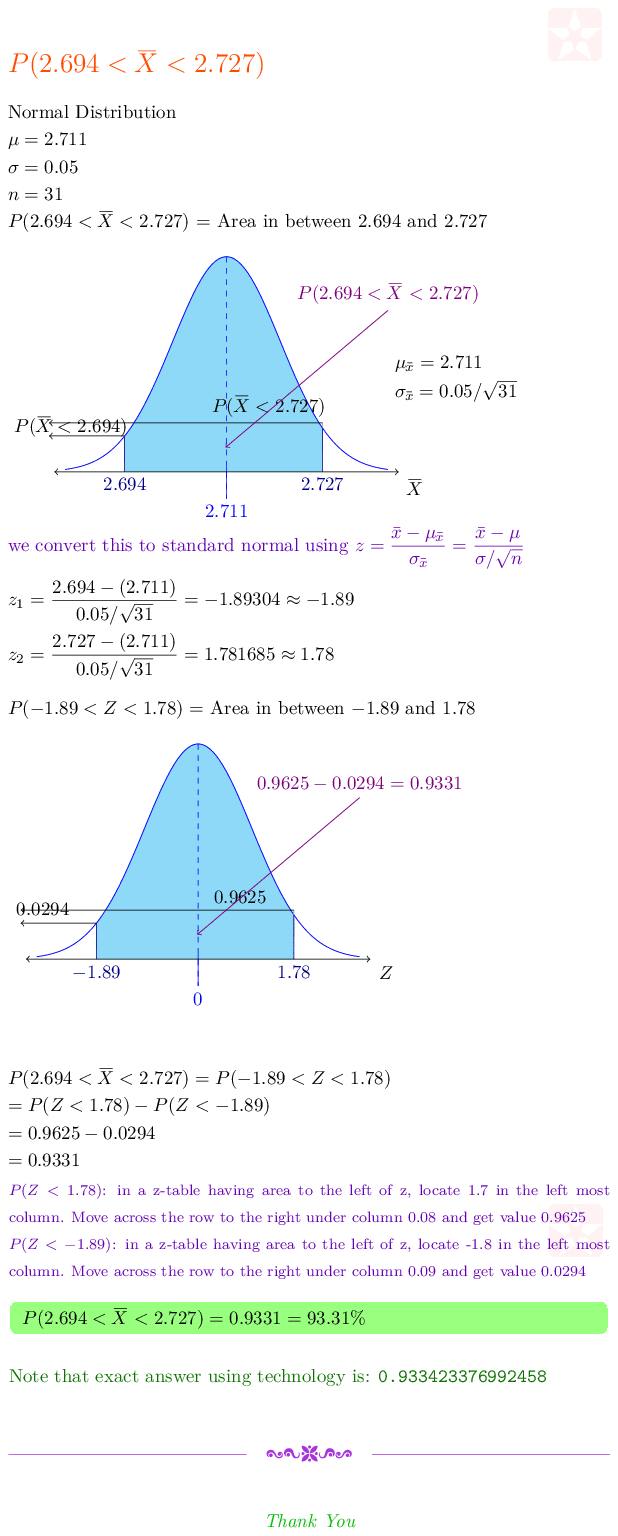 P(2.694 < X̅ < 2.727)
Normal Distribution
μ = 2.711
σ = 0.05
n = 31
P(2.694 < X̅ < 2.727) = Area in between 2.694 and 2.727
P(2.694 < X̅ < 2.727)
μ_x̄ = 2.711
σ_x̄ = 0.05/√31
P(X̅ < 2.727)
P(X̅ < 2.694)
2.694
2.727
X̅
2.711
we convert this to standard normal using z = (x̄ − μ_x̄)/σ_x̄ = (x̄ − μ)/(σ/√n)
z₁ = (2.694 − (2.711))/(0.05/√31) = −1.89304 ≈ −1.89
z₂ = (2.727 − (2.711))/(0.05/√31) = 1.781685 ≈ 1.78
P(−1.89 < Z < 1.78) = Area in between −1.89 and 1.78
0.9625 − 0.0294 = 0.9331
0.9625
0.0294
−1.89
1.78
Z
0
P(2.694 < X̅ < 2.727) = P(−1.89 < Z < 1.78)
= P(Z < 1.78) − P(Z < −1.89)
= 0.9625 − 0.0294
= 0.9331
P(Z < 1.78): in a z-table having area to the left of z, locate 1.7 in the left most
column. Move across the row to the right under column 0.08 and get value 0.9625
P(Z < −1.89): in a z-table having area to the left of z, locate -1.8 in the left most
column. Move across the row to the right under column 0.09 and get value 0.0294
P(2.694 < X̅ < 2.727) = 0.9331 = 93.31%
Note that exact answer using technology is: 0.933423376992458
Thank You